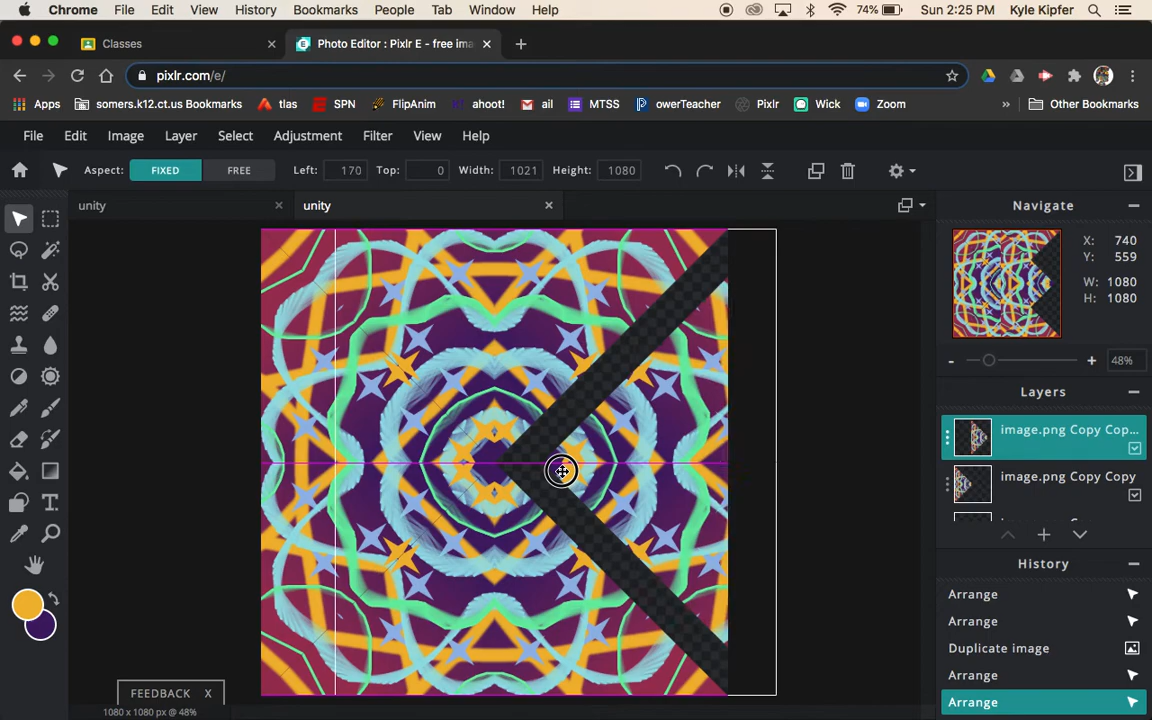 Chrome File Edit View History Bookmarks People Tab Window Help 74% Sun 2:25 PM Kyle Kipfer
Classes Photo Editor : Pixlr E - free ima
pixlr.com/e/
Apps somers.k12.ct.us Bookmarks tlas SPN FlipAnim ahoot! ail MTSS owerTeacher Pixlr Wick Zoom » Other Bookmarks
File Edit Image Layer Select Adjustment Filter View Help
Aspect: FIXED FREE Left: 170 Top: 0 Width: 1021 Height: 1080
unity unity Navigate
X: 740
Y: 559
W: 1080
H: 1080
48%
Layers
image.png Copy Cop...
image.png Copy Copy
History
Arrange
Arrange
Duplicate image
Arrange
Arrange
FEEDBACK X
1080 x 1080 px @ 48%